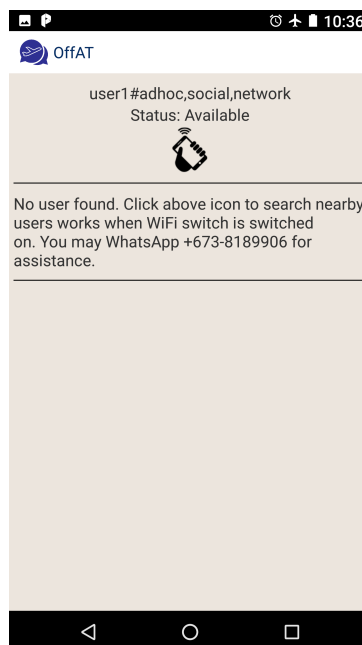 10:36
OffAT
user1#adhoc,social,network
Status: Available
No user found. Click above icon to search nearby
users works when WiFi switch is switched
on. You may WhatsApp +673-8189906 for
assistance.